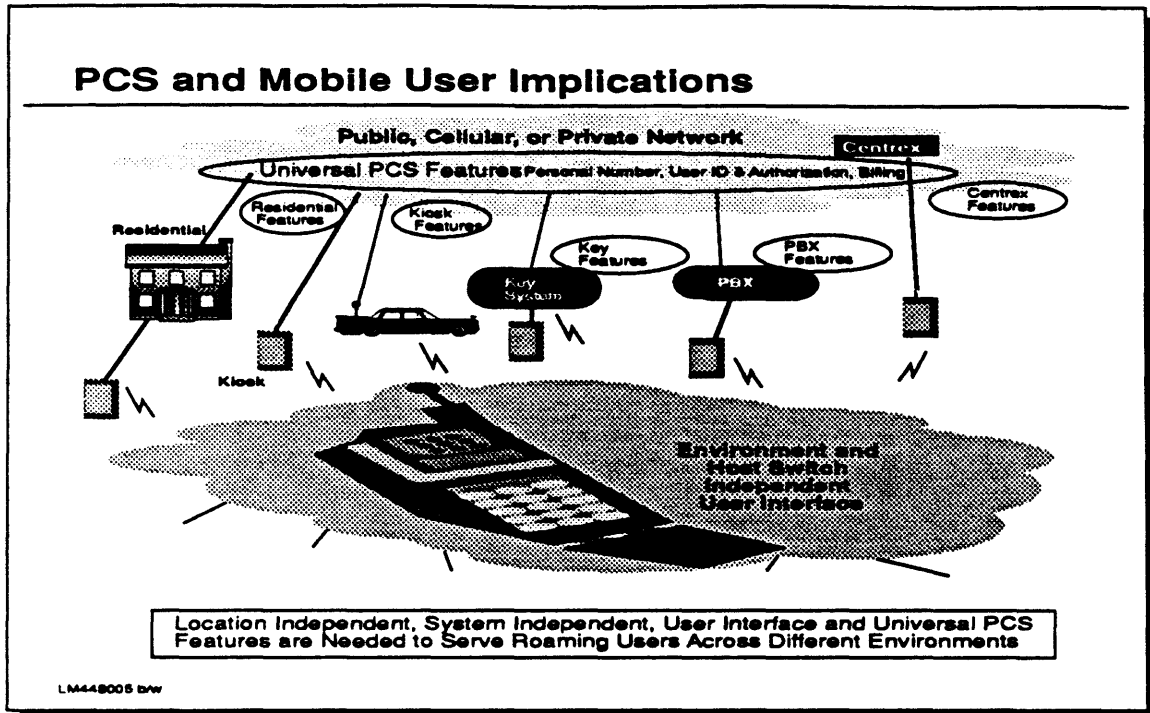 PCS and Mobile User Implications
Public, Cellular, or Private Network
Centrex
Universal PCS Features Personal Number, User ID & Authorization, Billing
Residential
Features
Kiosk
Features
Centrex
Features
Residential
Key
Features
PBX
Features
Key
System
PBX
Kiosk
Environment and
Host Switch
Independent
User Interface
Location Independent, System Independent, User Interface and Universal PCS
Features are Needed to Serve Roaming Users Across Different Environments
LM448005 b/w